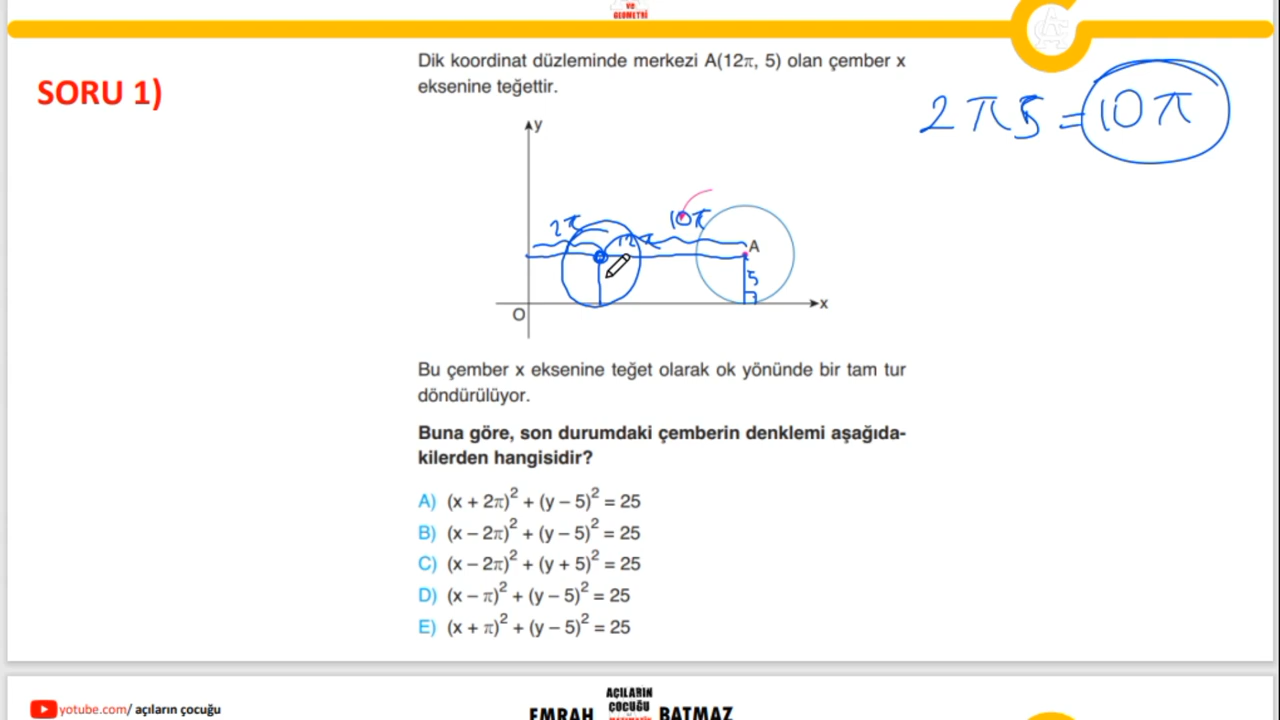 VE
GEOMETRİ
SORU 1)
Dik koordinat düzleminde merkezi A(12π, 5) olan çember x
eksenine teğettir.
2π5 = 10π
y
2π
10π
12π
A
5
O
x
Bu çember x eksenine teğet olarak ok yönünde bir tam tur
döndürülüyor.
Buna göre, son durumdaki çemberin denklemi aşağıda-
kilerden hangisidir?
A) (x + 2π)² + (y – 5)² = 25
B) (x – 2π)² + (y – 5)² = 25
C) (x – 2π)² + (y + 5)² = 25
D) (x – π)² + (y – 5)² = 25
E) (x + π)² + (y – 5)² = 25
yotube.com/ açıların çocuğu
AÇILARIN
ÇOCUĞU
EMRAH
BATMAZ